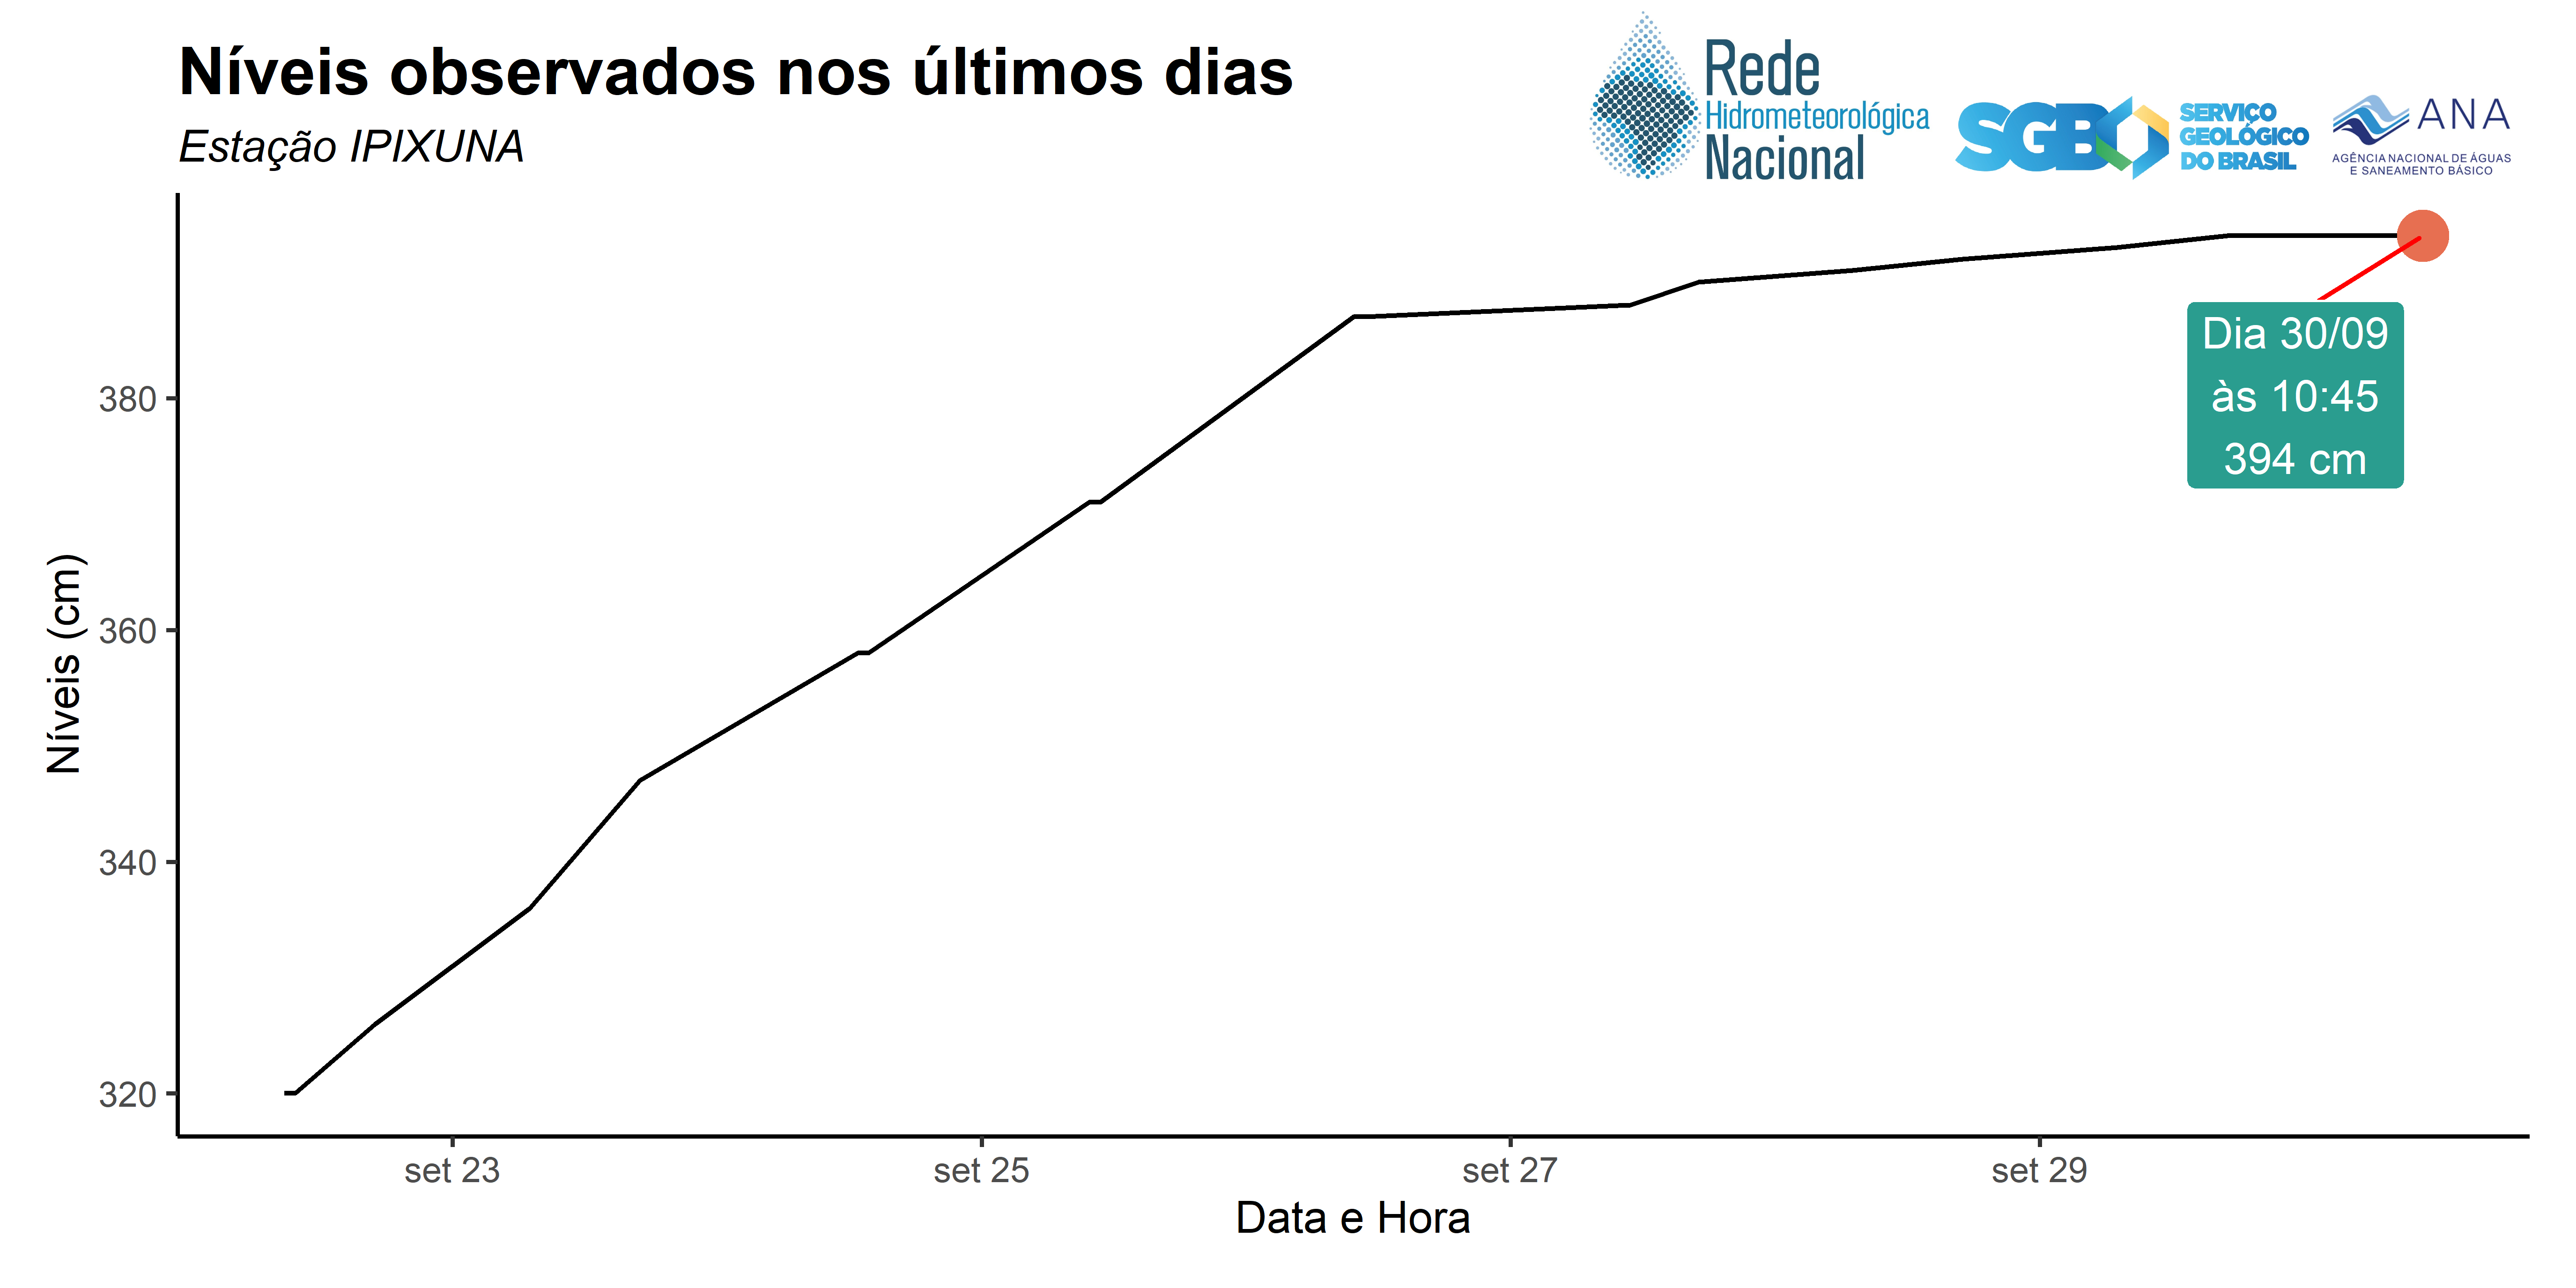 Níveis observados nos últimos dias
Estação IPIXUNA
Rede
Hidrometeorológica
Nacional
SGB
SERVIÇO
GEOLÓGICO
DO BRASIL
ANA
AGÊNCIA NACIONAL DE ÁGUAS
E SANEAMENTO BÁSICO
Dia 30/09
às 10:45
394 cm
Níveis (cm)
380
360
340
320
set 23
set 25
set 27
set 29
Data e Hora